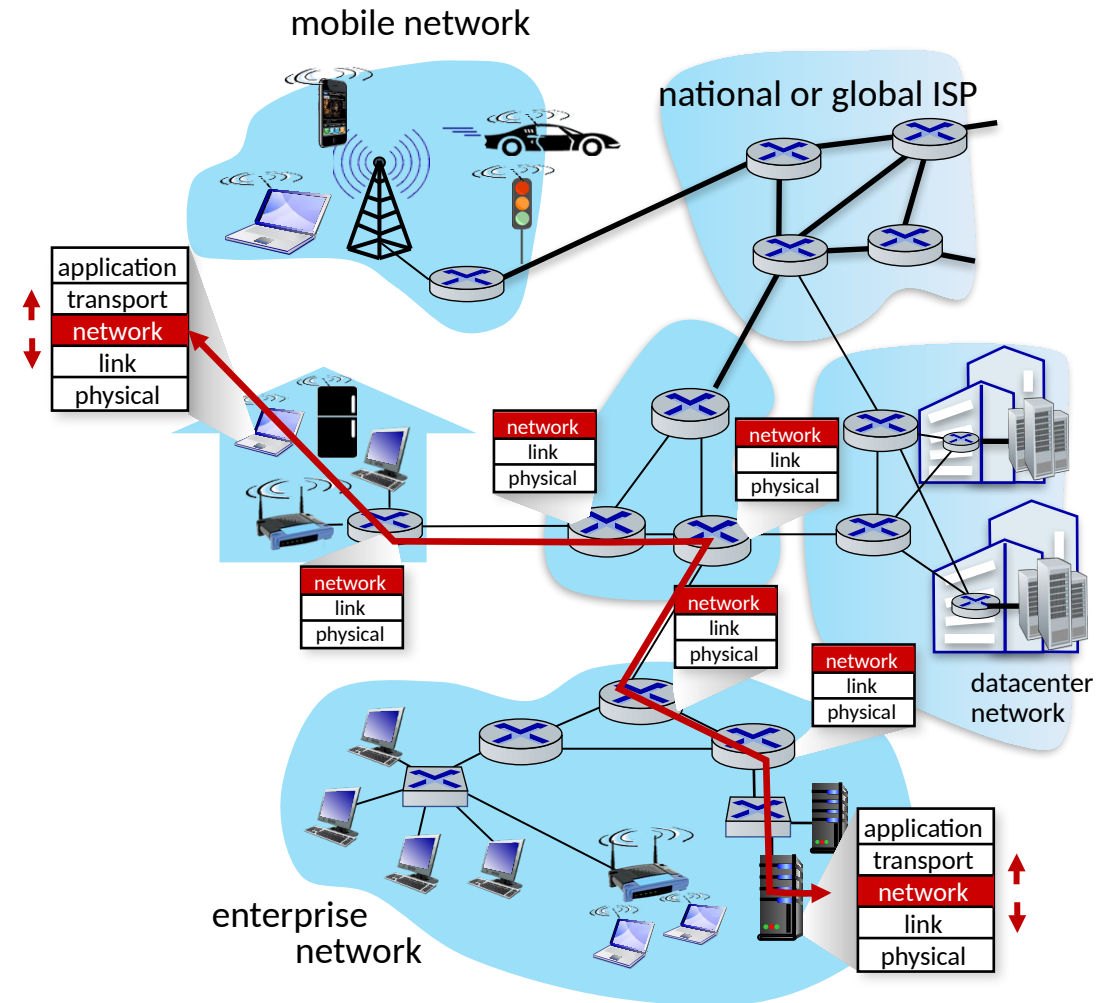 mobile network
national or global ISP
application
transport
network
link
physical
network
link
physical
network
link
physical
network
link
physical
network
link
physical
network
link
physical
datacenter
network
application
transport
network
link
physical
enterprise
network